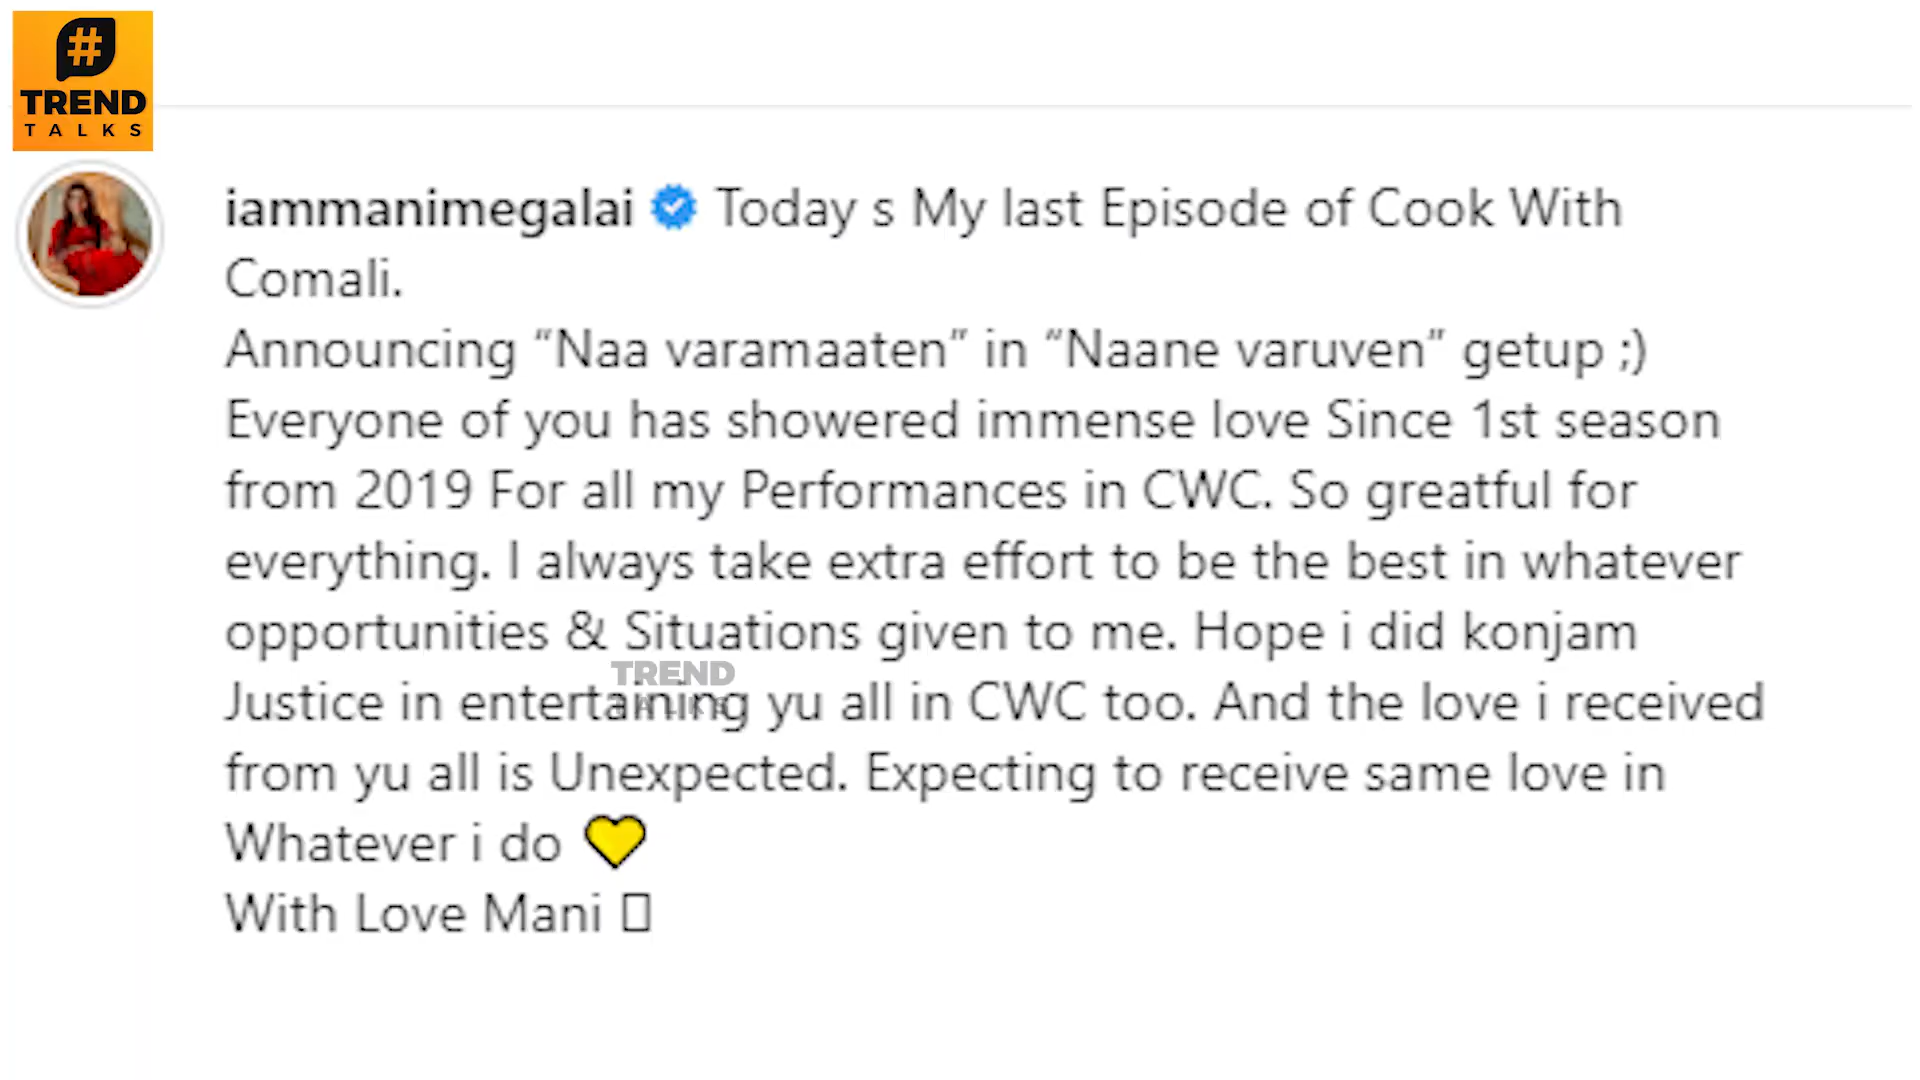 #
TREND
TALKS
iammanimegalai Today s My last Episode of Cook With
Comali.
Announcing “Naa varamaaten” in “Naane varuven” getup ;)
Everyone of you has showered immense love Since 1st season
from 2019 For all my Performances in CWC. So greatful for
everything. I always take extra effort to be the best in whatever
opportunities & Situations given to me. Hope i did konjam
TREND
TALKS
Justice in entertaining yu all in CWC too. And the love i received
from yu all is Unexpected. Expecting to receive same love in
Whatever i do 💛
With Love Mani